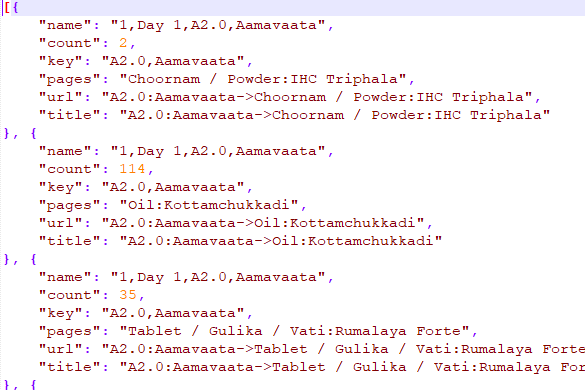 [{
"name": "1,Day 1,A2.0,Aamavaata",
"count": 2,
"key": "A2.0,Aamavaata",
"pages": "Choornam / Powder:IHC Triphala",
"url": "A2.0:Aamavaata->Choornam / Powder:IHC Triphala",
"title": "A2.0:Aamavaata->Choornam / Powder:IHC Triphala"
}, {
"name": "1,Day 1,A2.0,Aamavaata",
"count": 114,
"key": "A2.0,Aamavaata",
"pages": "Oil:Kottamchukkadi",
"url": "A2.0:Aamavaata->Oil:Kottamchukkadi",
"title": "A2.0:Aamavaata->Oil:Kottamchukkadi"
}, {
"name": "1,Day 1,A2.0,Aamavaata",
"count": 35,
"key": "A2.0,Aamavaata",
"pages": "Tablet / Gulika / Vati:Rumalaya Forte",
"url": "A2.0:Aamavaata->Tablet / Gulika / Vati:Rumalaya Forte
"title": "A2.0:Aamavaata->Tablet / Gulika / Vati:Rumalaya For
}, {